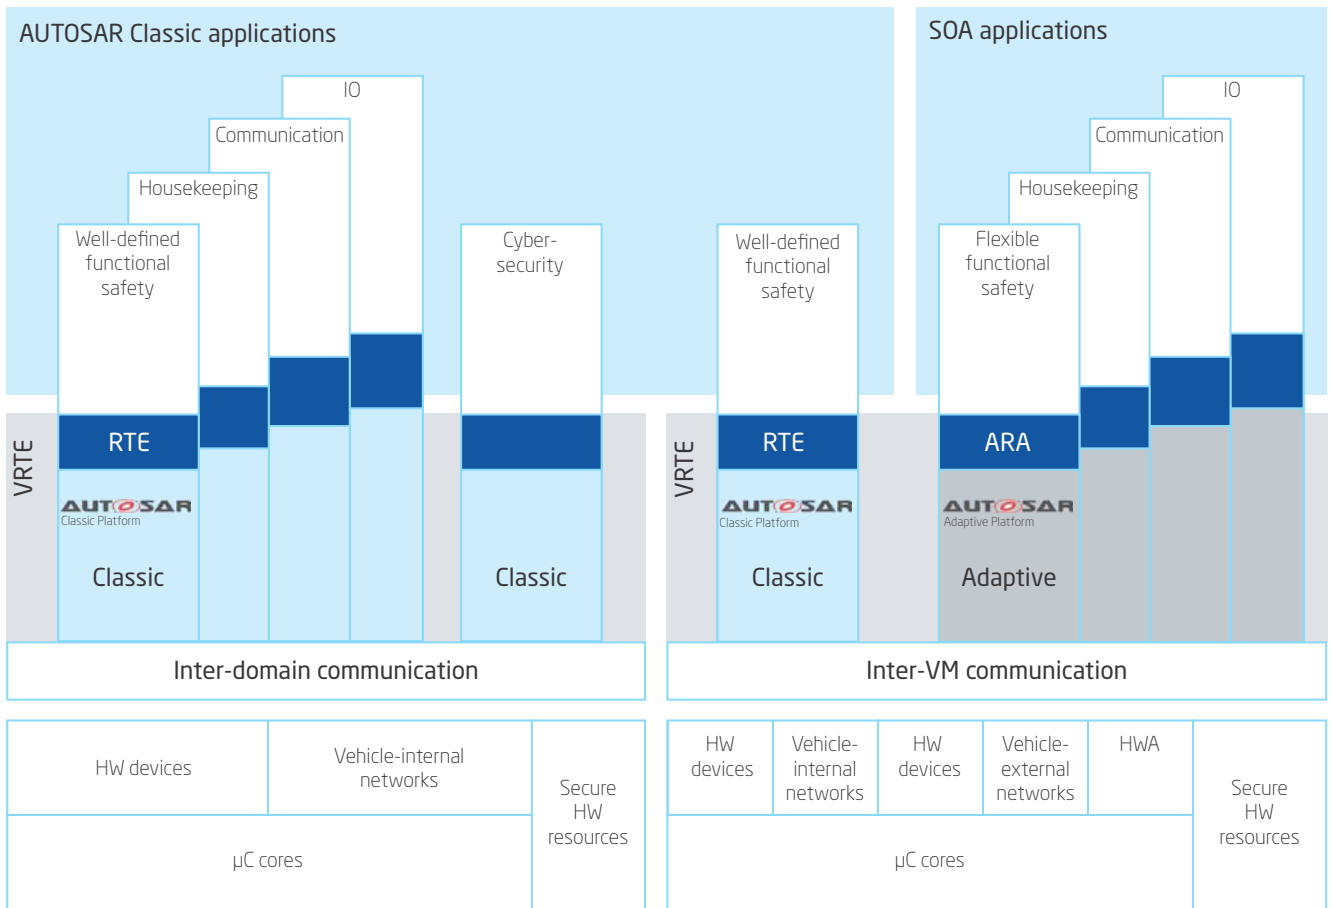 AUTOSAR Classic applications
SOA applications
IO
Communication
Housekeeping
Well-defined
functional
safety
Cyber-
security
Well-defined
functional
safety
IO
Communication
Housekeeping
Flexible
functional
safety
VRTE
RTE
AUTOSAR
Classic Platform
Classic
Classic
VRTE
RTE
AUTOSAR
Classic Platform
Classic
ARA
AUTOSAR
Adaptive Platform
Adaptive
Inter-domain communication
Inter-VM communication
HW devices
Vehicle-internal
networks
Secure
HW
resources
µC cores
HW
devices
Vehicle-
internal
networks
HW
devices
Vehicle-
external
networks
HWA
Secure
HW
resources
µC cores